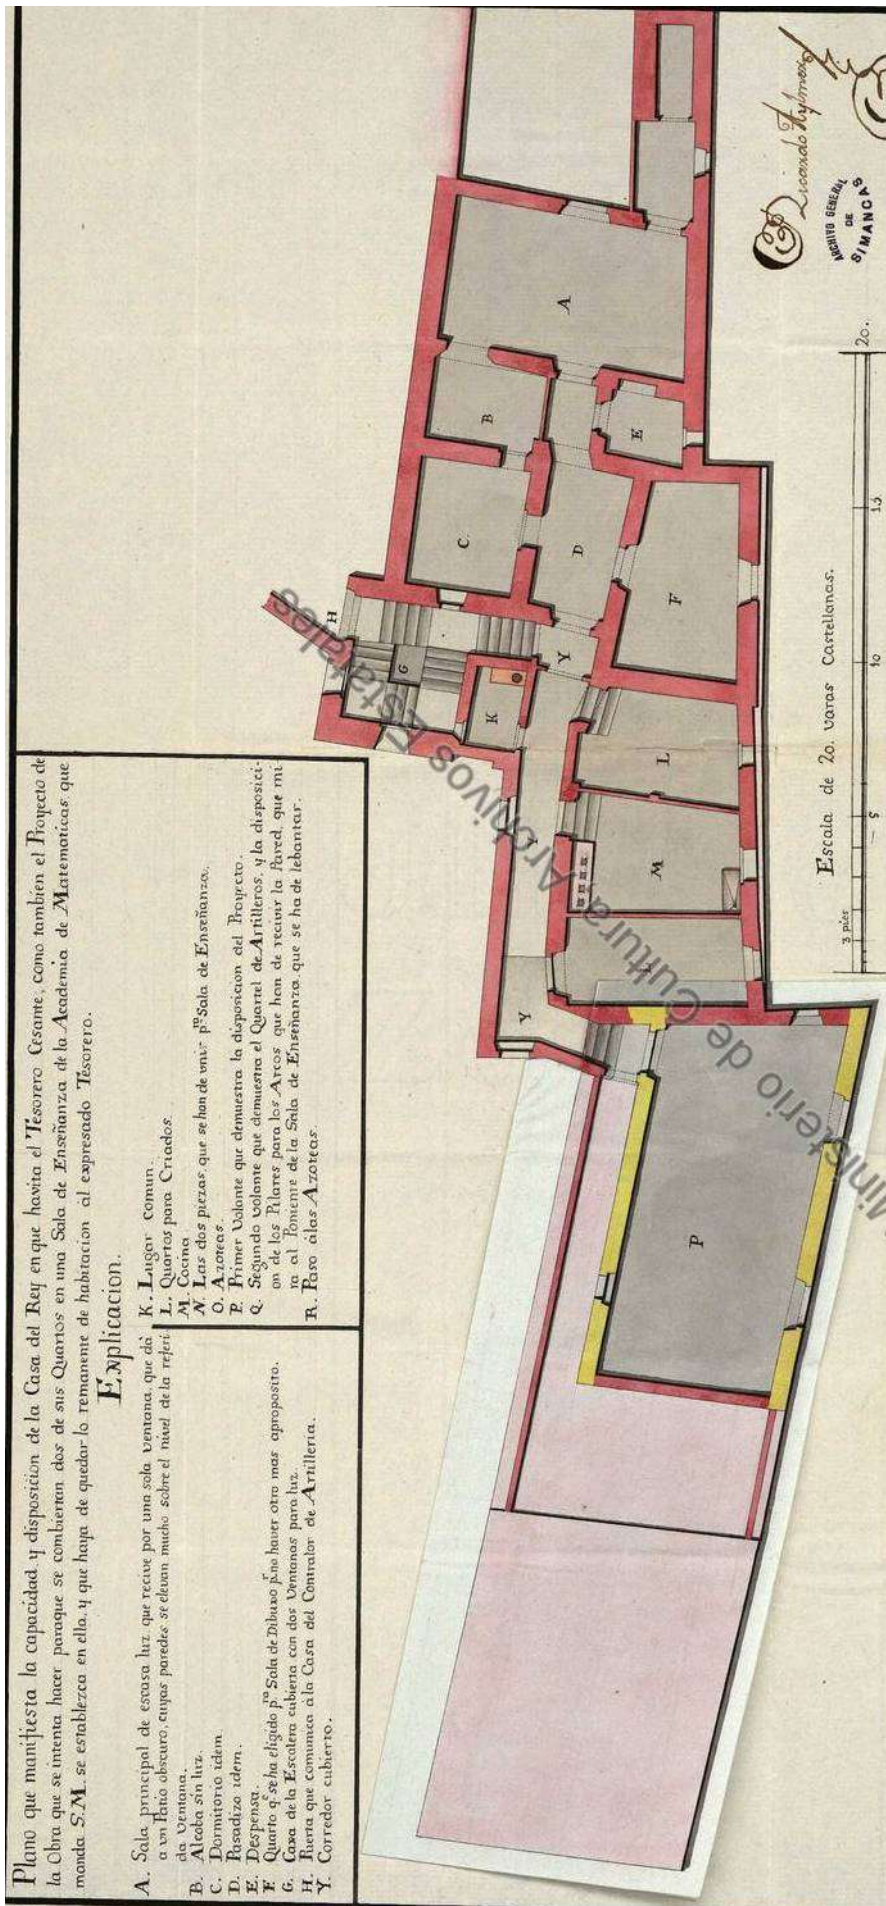 Plano que manifiesta la capacidad y disposicion de la Casa del Rey en que havita el Tesorero Cesante, como tambien el Proyecto de
la Obra que se intenta hacer paraque se combiertan dos de sus Quartos en una Sala de Enseñanza de la Academia de Matematicas que
manda S.M. se establezca en ella, y que haya de quedar lo remanente de habitacion al expresado Tesorero.
Explicacion.
A. Sala principal de escasa luz, que recive por una sola ventana, que dà
a un Patio obscuro, cuyas paredes se elevan mucho sobre el nivel de la referi-
da Ventana.
B. Alcoba sin luz.
C. Dormitorio idem.
D. Pasadizo idem.
E. Despensa.
F. Quarto q.e se ha eligido p.ra Sala de Dibuxo p.r no haver otro mas aproposito.
G. Caxa de la Escalera cubierta con dos Ventanas para luz.
H. Puerta que comunica à la Casa del Contralor de Artilleria.
Y. Corredor cubierto.
K. Lugar Comun.
L. Quartos para Criados.
M. Cocina.
N. Las dos piezas que se han de unir p.ra Sala de Enseñanza.
O. Azoteas.
P. Primer Volante que demuestra la disposicion del Proyecto.
Q. Segundo volante que demuestra el Quartel de Artilleros, y la disposici-
on de los Pilares para los Arcos que han de recivir la Pared, que mi-
ra al Poniente de la Sala de Enseñanza que se ha de lebantar.
R. Paso à las Azoteas.
A
B
C
D
E
F
G
H
Y
K
L
M
Y
P
Escala de 20. varas Castellanas.
3 pies
5
10
15
20.
Ricardo Aylmer
ARCHIVO GENERAL
DE
SIMANCAS
Ministerio de Cultura, Archivos Estatales